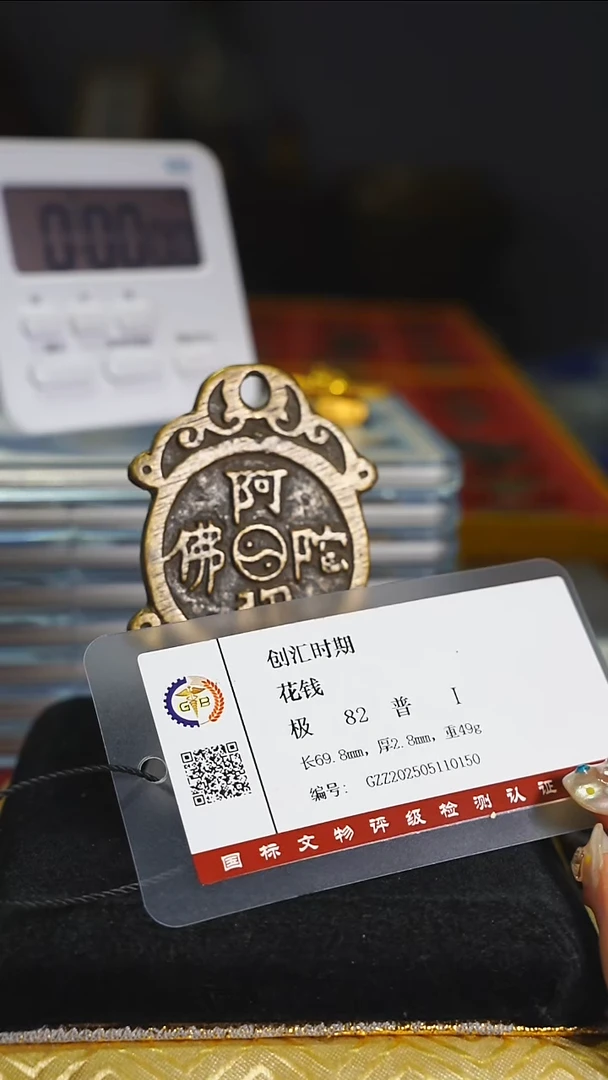 阿
佛 陀
创汇时期
花钱
极 82 普 I
长69.8mm，厚2.8mm，重49g
编号： GZZ202505110150
GB
国标文物评级检测认证